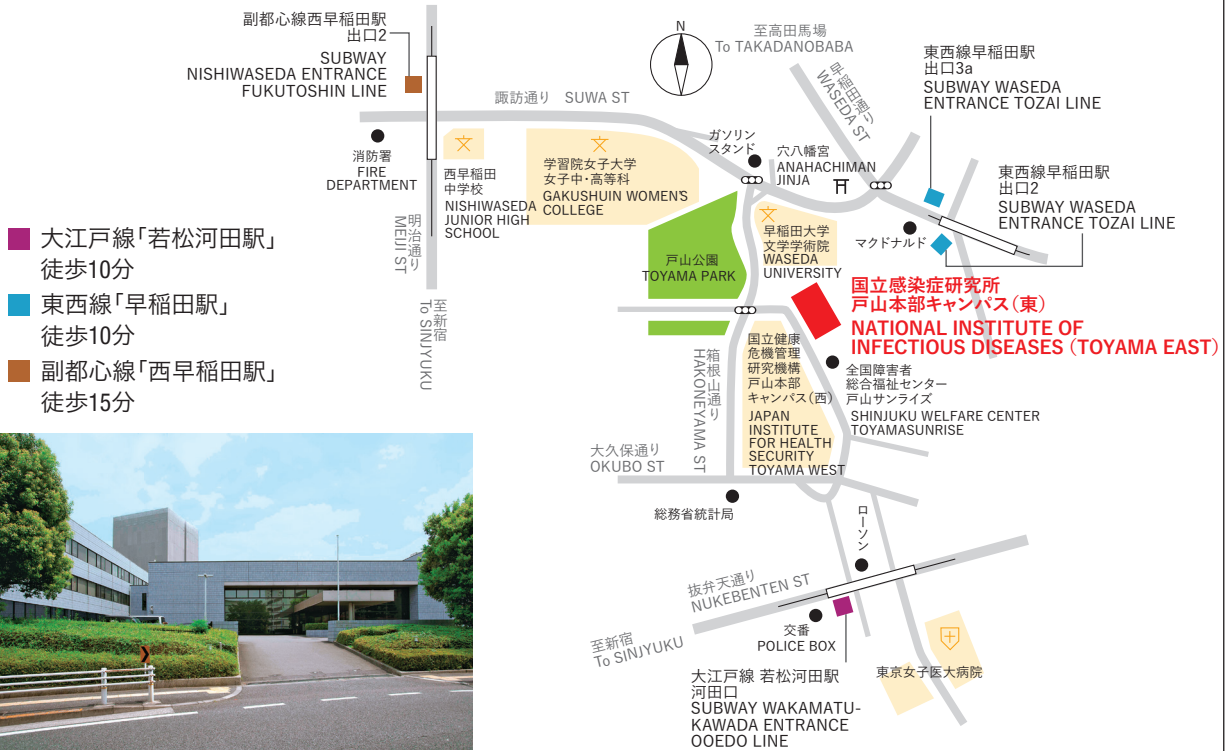 副都心線西早稲田駅
出口2
SUBWAY
NISHIWASEDA ENTRANCE
FUKUTOSHIN LINE
N
至高田馬場
To TAKADANOBABA
早稲田通り
WASEDA ST
東西線早稲田駅
出口3a
SUBWAY WASEDA
ENTRANCE TOZAI LINE
諏訪通り SUWA ST
消防署
FIRE
DEPARTMENT
西早稲田
中学校
NISHIWASEDA
JUNIOR HIGH
SCHOOL
学習院女子大学
女子中・高等科
GAKUSHUIN WOMEN'S
COLLEGE
ガソリン
スタンド
穴八幡宮
ANAHACHIMAN
JINJA
東西線早稲田駅
出口2
SUBWAY WASEDA
ENTRANCE TOZAI LINE
マクドナルド
早稲田大学
文学学術院
WASEDA
UNIVERSITY
戸山公園
TOYAMA PARK
明治通り
MEIJI ST
至新宿
To SINJYUKU
大江戸線「若松河田駅」
徒歩10分
東西線「早稲田駅」
徒歩10分
副都心線「西早稲田駅」
徒歩15分
国立感染症研究所
戸山本部キャンパス(東)
NATIONAL INSTITUTE OF
INFECTIOUS DISEASES (TOYAMA EAST)
箱根山通り
HAKONEYAMA ST
国立健康
危機管理
研究機構
戸山本部
キャンパス(西)
JAPAN
INSTITUTE
FOR HEALTH
SECURITY
TOYAMA WEST
全国障害者
総合福祉センター
戸山サンライズ
SHINJUKU WELFARE CENTER
TOYAMASUNRISE
大久保通り
OKUBO ST
総務省統計局
ローソン
抜弁天通り
NUKEBENTEN ST
至新宿
To SINJYUKU
交番
POLICE BOX
大江戸線 若松河田駅
河田口
SUBWAY WAKAMATU-
KAWADA ENTRANCE
OOEDO LINE
東京女子医大病院